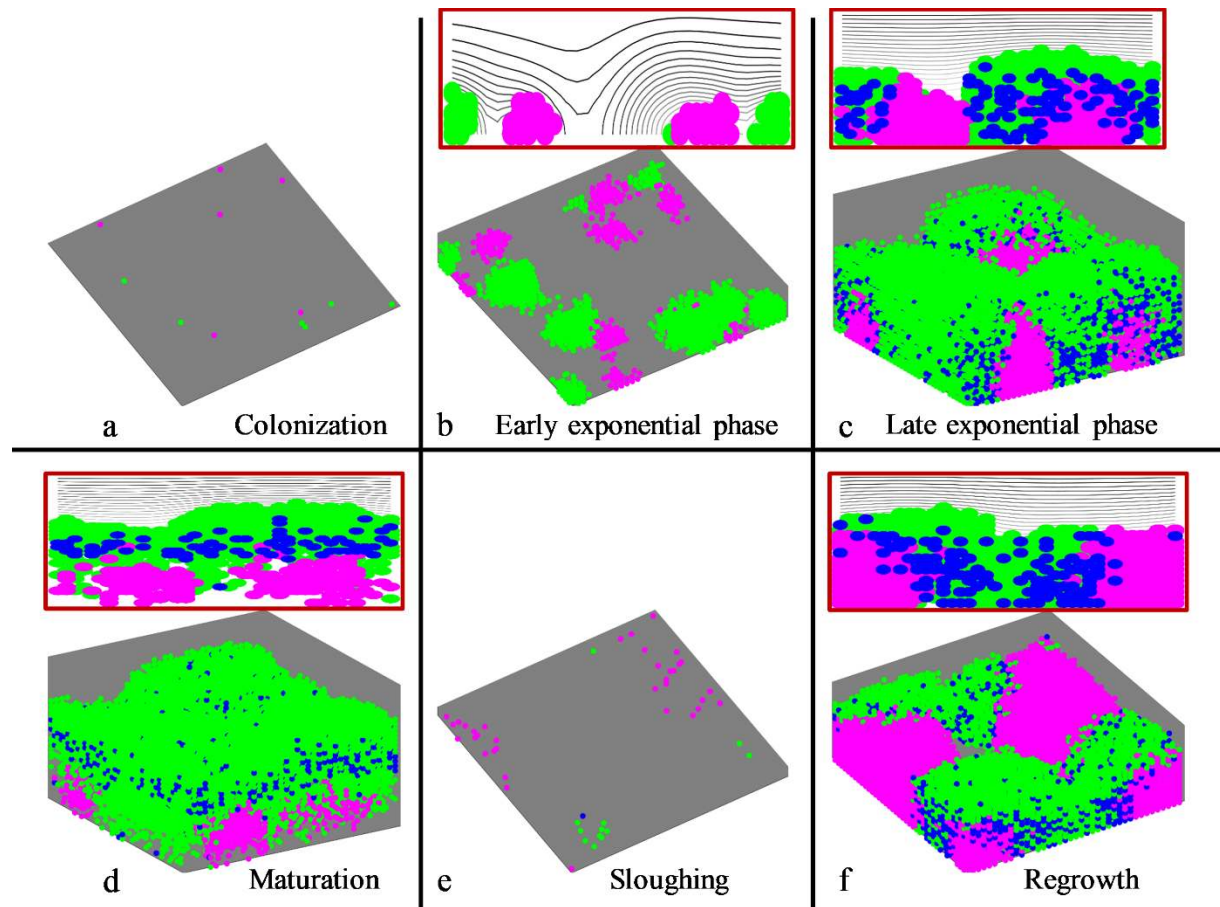 a Colonization
b Early exponential phase
c Late exponential phase
d Maturation
e Sloughing
f Regrowth